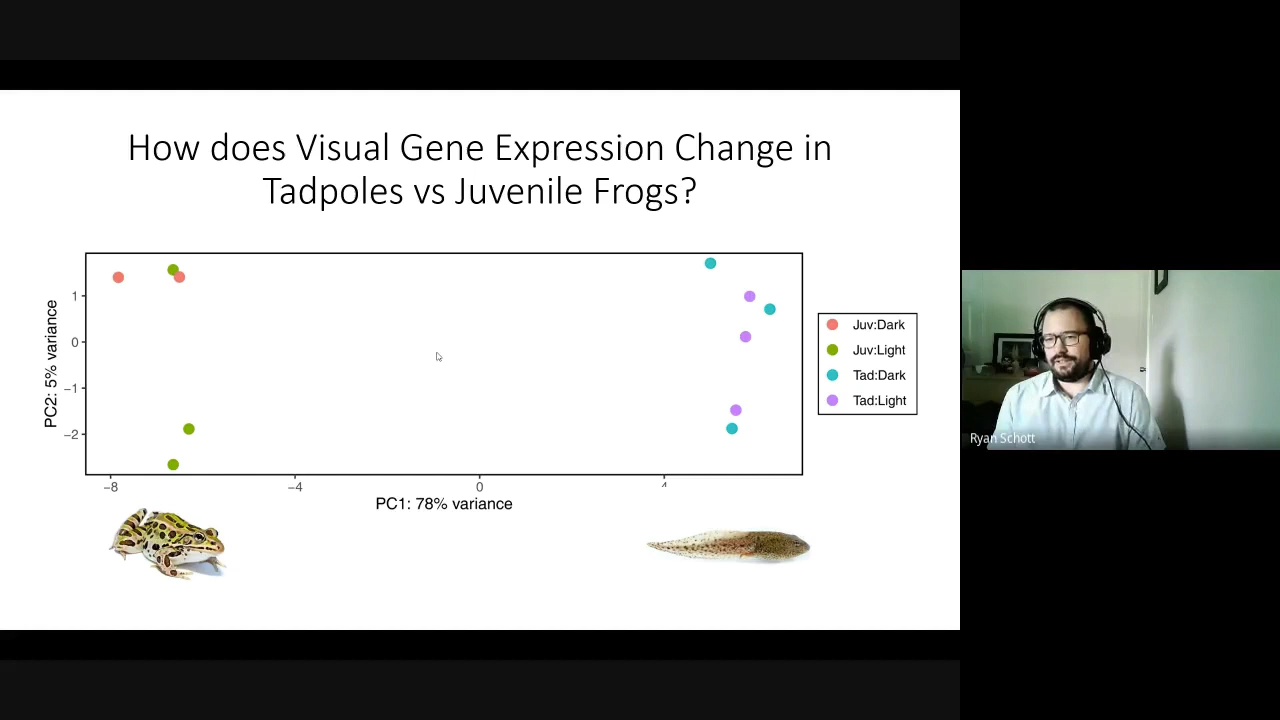 How does Visual Gene Expression Change in
Tadpoles vs Juvenile Frogs?
PC2: 5% variance
1
0
−1
−2
−8
−4
0
4
PC1: 78% variance
Juv:Dark
Juv:Light
Tad:Dark
Tad:Light
Ryan Schott